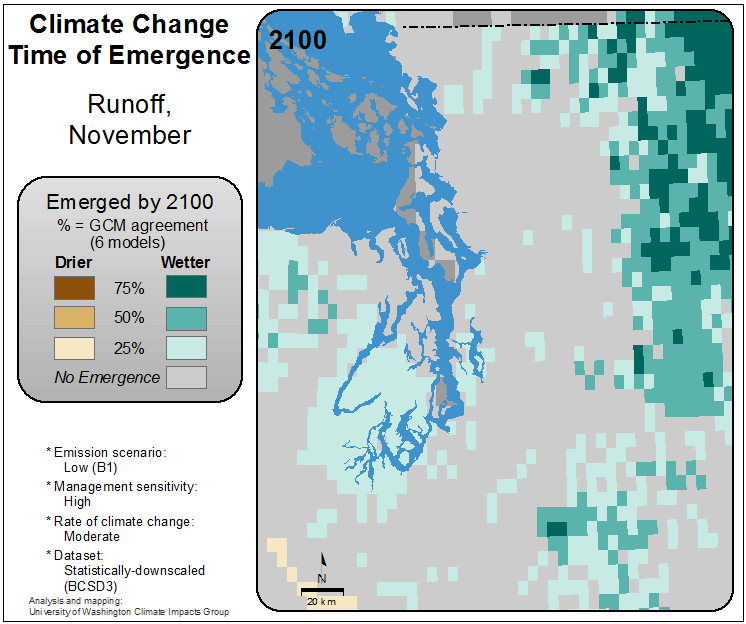 Climate Change
Time of Emergence
Runoff,
November
Emerged by 2100
% = GCM agreement
(6 models)
Drier Wetter
75%
50%
25%
No Emergence
* Emission scenario:
Low (B1)
* Management sensitivity:
High
* Rate of climate change:
Moderate
* Dataset:
Statistically-downscaled
(BCSD3)
Analysis and mapping:
University of Washington Climate Impacts Group
2100
N
20 km